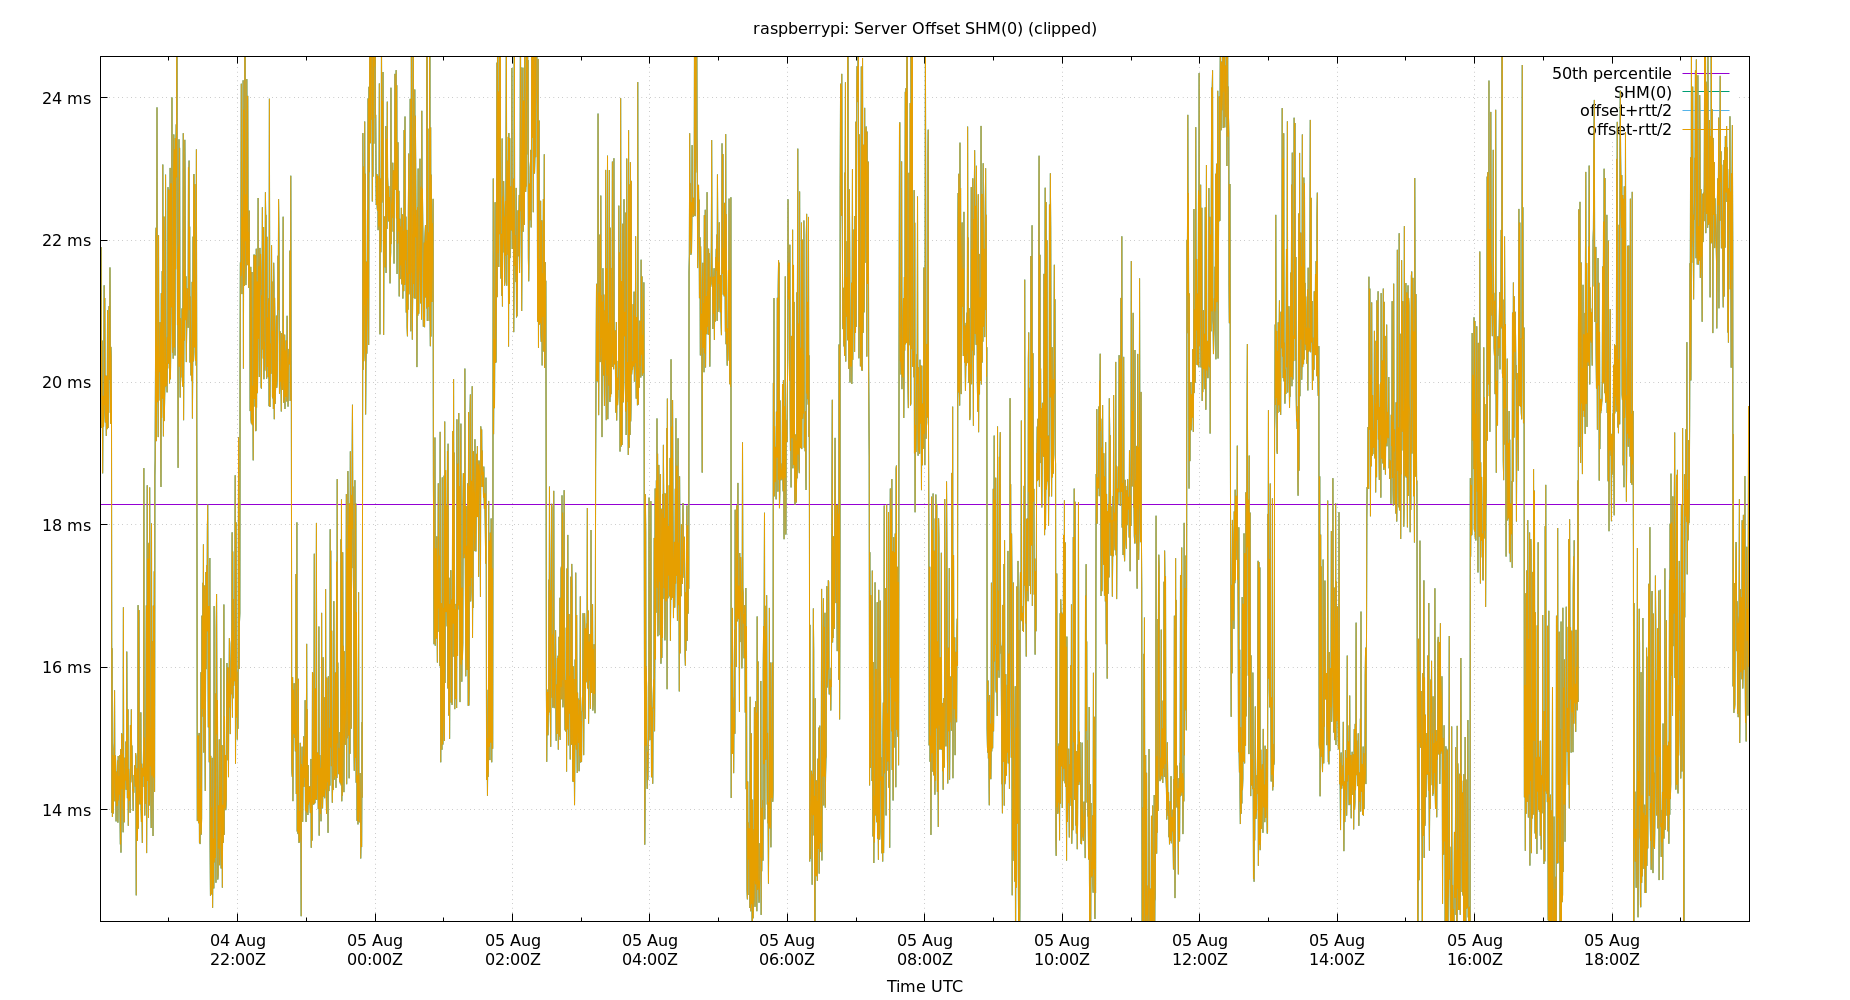 raspberrypi: Server Offset SHM(0) (clipped)
50th percentile
SHM(0)
offset+rtt/2
offset-rtt/2
24 ms
22 ms
20 ms
18 ms
16 ms
14 ms
04 Aug 05 Aug 05 Aug 05 Aug 05 Aug 05 Aug 05 Aug 05 Aug 05 Aug 05 Aug 05 Aug
22:00Z 00:00Z 02:00Z 04:00Z 06:00Z 08:00Z 10:00Z 12:00Z 14:00Z 16:00Z 18:00Z
Time UTC